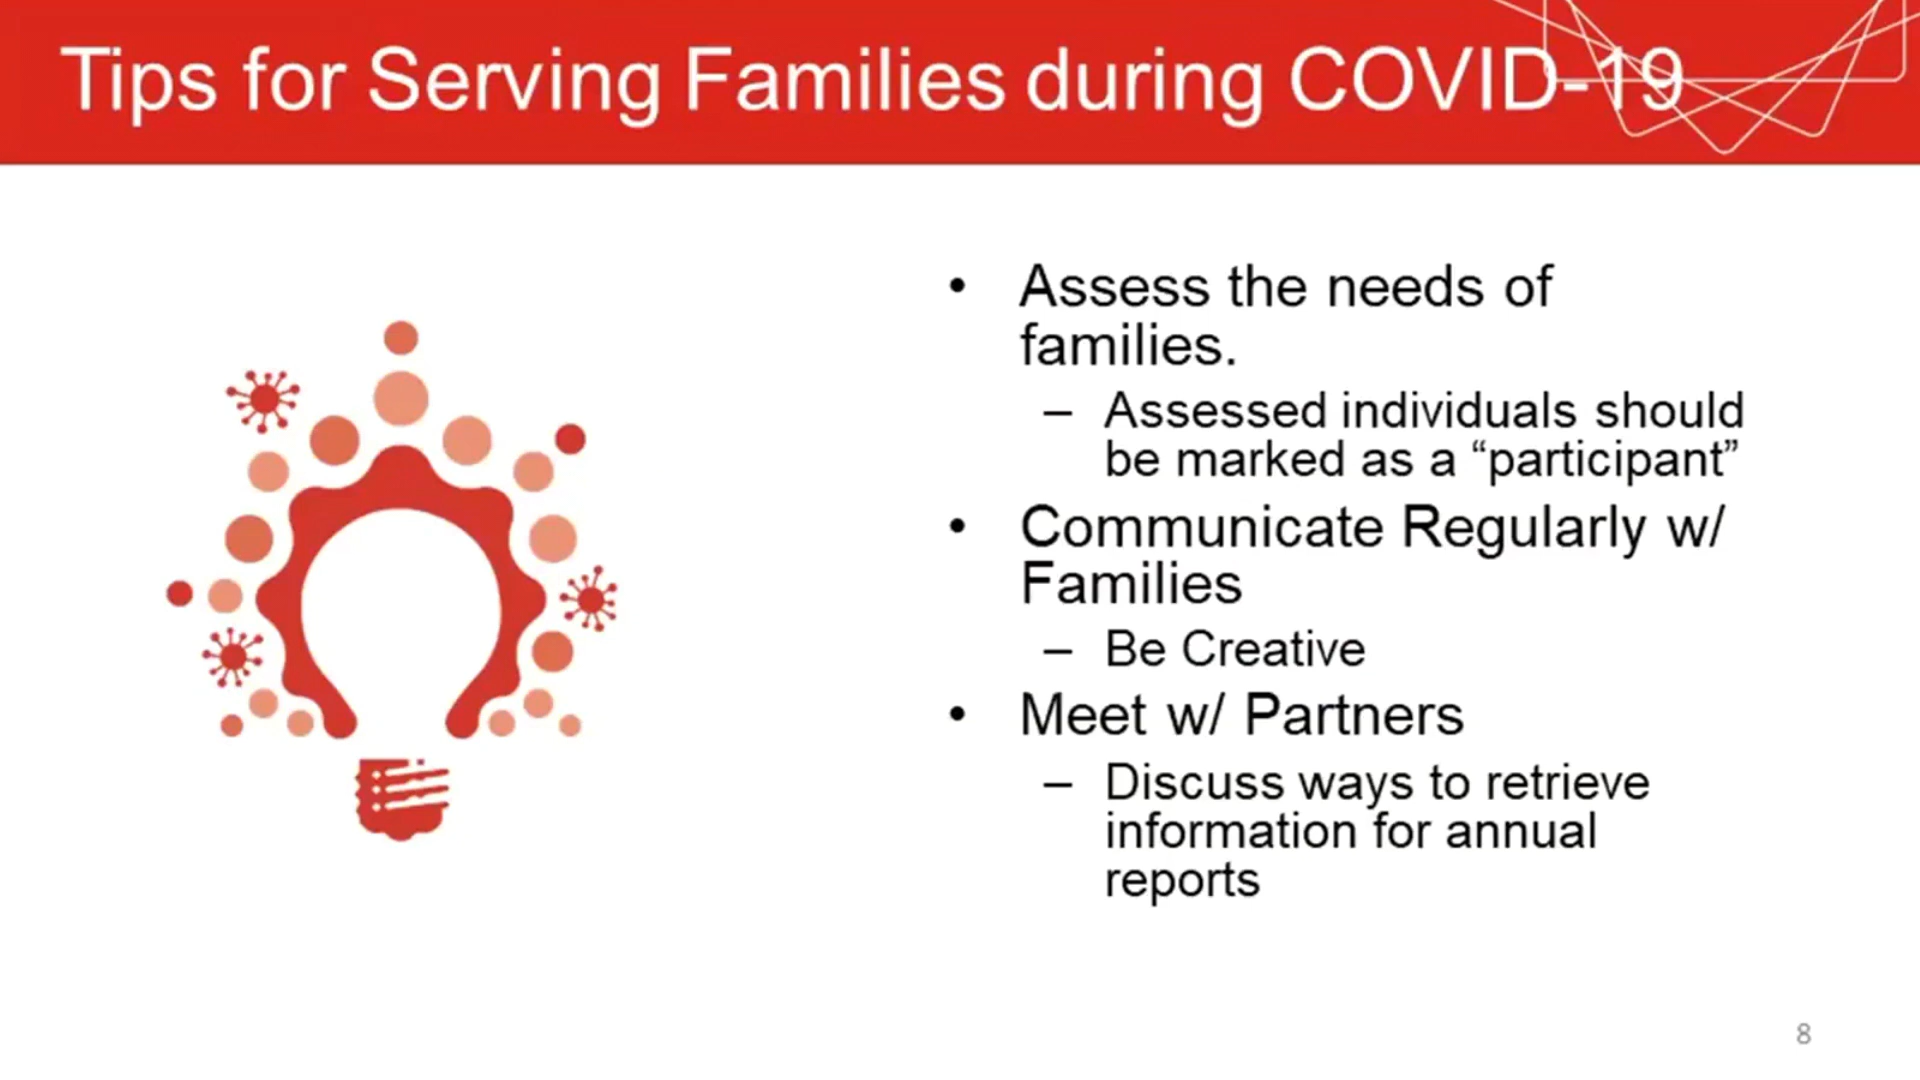 Tips for Serving Families during COVID-19
• Assess the needs of
families.
– Assessed individuals should
be marked as a “participant”
• Communicate Regularly w/
Families
– Be Creative
• Meet w/ Partners
– Discuss ways to retrieve
information for annual
reports
8